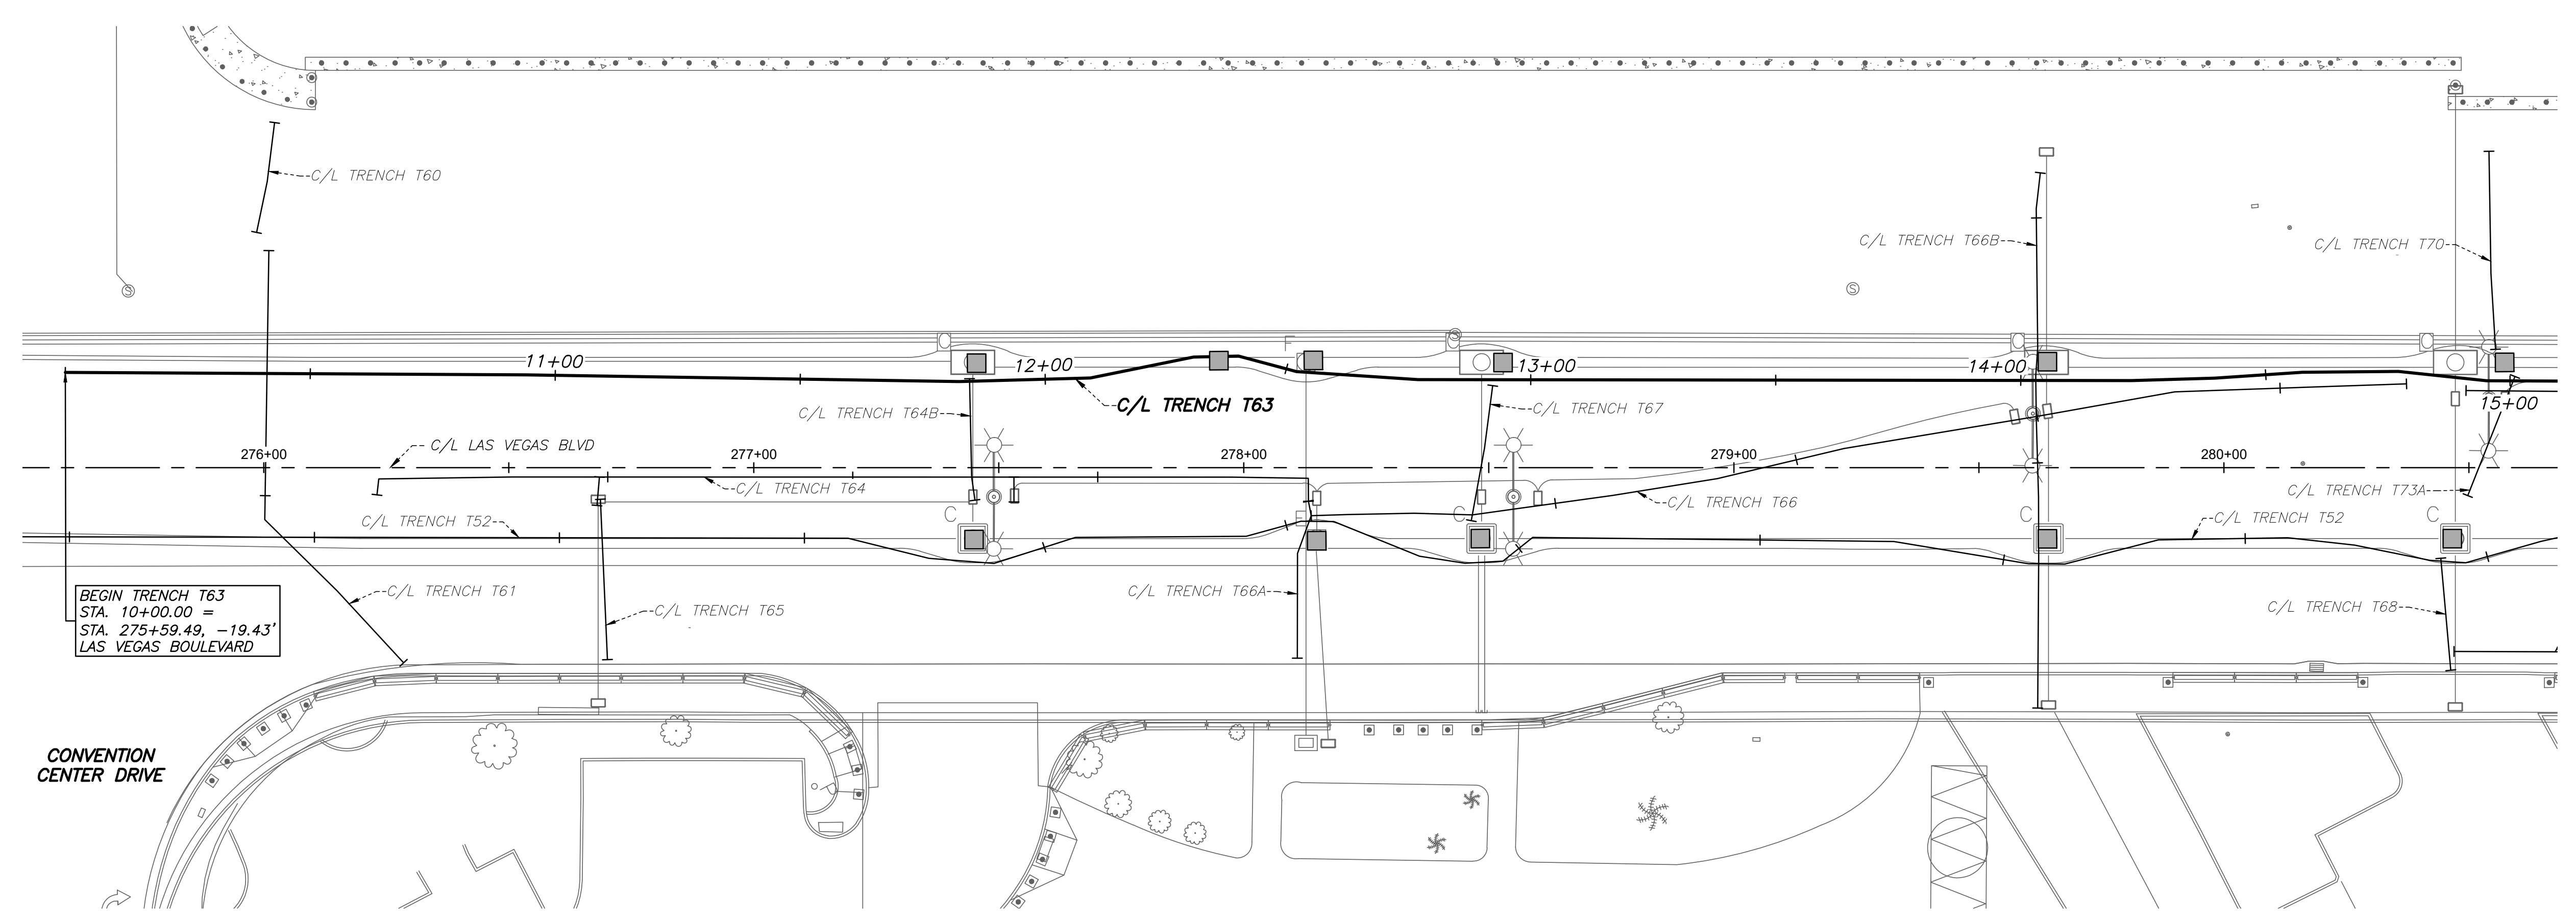 C/L TRENCH T60
S
C/L TRENCH T66B
C/L TRENCH T70
S
S
F
11+00
12+00
13+00
14+00
15+00
C/L TRENCH T64B
C/L TRENCH T63
C/L TRENCH T67
C/L LAS VEGAS BLVD
276+00
277+00
278+00
279+00
280+00
C/L TRENCH T64
C/L TRENCH T66
C/L TRENCH T73A
C/L TRENCH T52
C
C
C
C
C/L TRENCH T52
BEGIN TRENCH T63
STA. 10+00.00 =
STA. 275+59.49, -19.43'
LAS VEGAS BOULEVARD
C/L TRENCH T61
C/L TRENCH T65
C/L TRENCH T66A
C/L TRENCH T68
CONVENTION
CENTER DRIVE